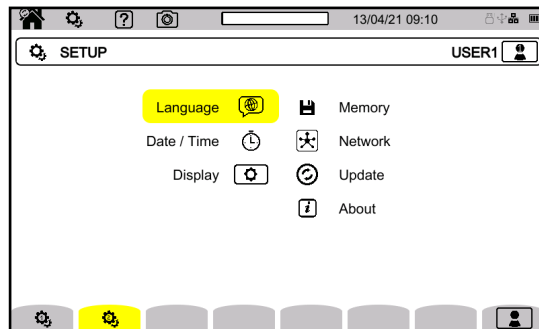 13/04/21 09:10
SETUP
USER1
Language
Memory
Date / Time
Network
Display
Update
About